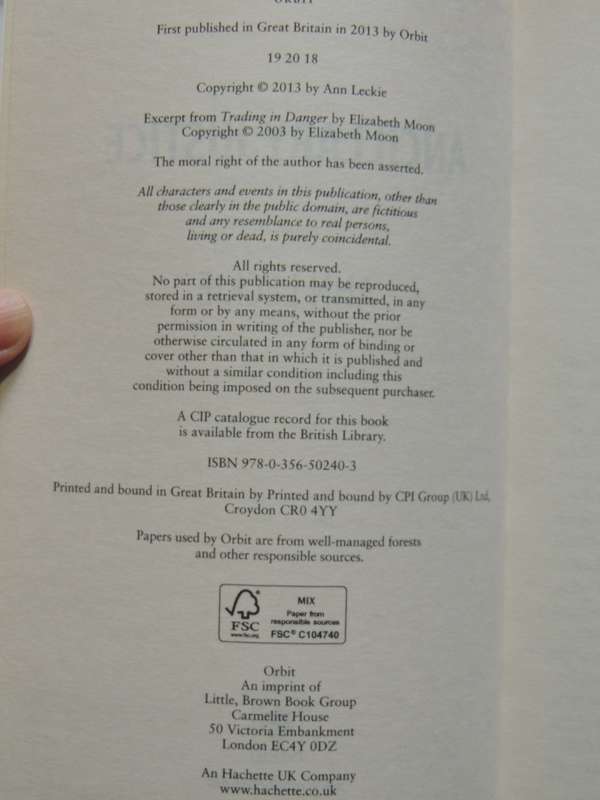 ORBIT
First published in Great Britain in 2013 by Orbit
19 20 18
Copyright © 2013 by Ann Leckie
Excerpt from Trading in Danger by Elizabeth Moon
Copyright © 2003 by Elizabeth Moon
The moral right of the author has been asserted.
All characters and events in this publication, other than
those clearly in the public domain, are fictitious
and any resemblance to real persons,
living or dead, is purely coincidental.
All rights reserved.
No part of this publication may be reproduced,
stored in a retrieval system, or transmitted, in any
form or by any means, without the prior
permission in writing of the publisher, nor be
otherwise circulated in any form of binding or
cover other than that in which it is published and
without a similar condition including this
condition being imposed on the subsequent purchaser.
A CIP catalogue record for this book
is available from the British Library.
ISBN 978-0-356-50240-3
Printed and bound in Great Britain by Printed and bound by CPI Group (UK) Ltd,
Croydon CR0 4YY
Papers used by Orbit are from well-managed forests
and other responsible sources.
MIX
Paper from
responsible sources
FSC® C104740
FSC
www.fsc.org
Orbit
An imprint of
Little, Brown Book Group
Carmelite House
50 Victoria Embankment
London EC4Y 0DZ
An Hachette UK Company
www.hachette.co.uk